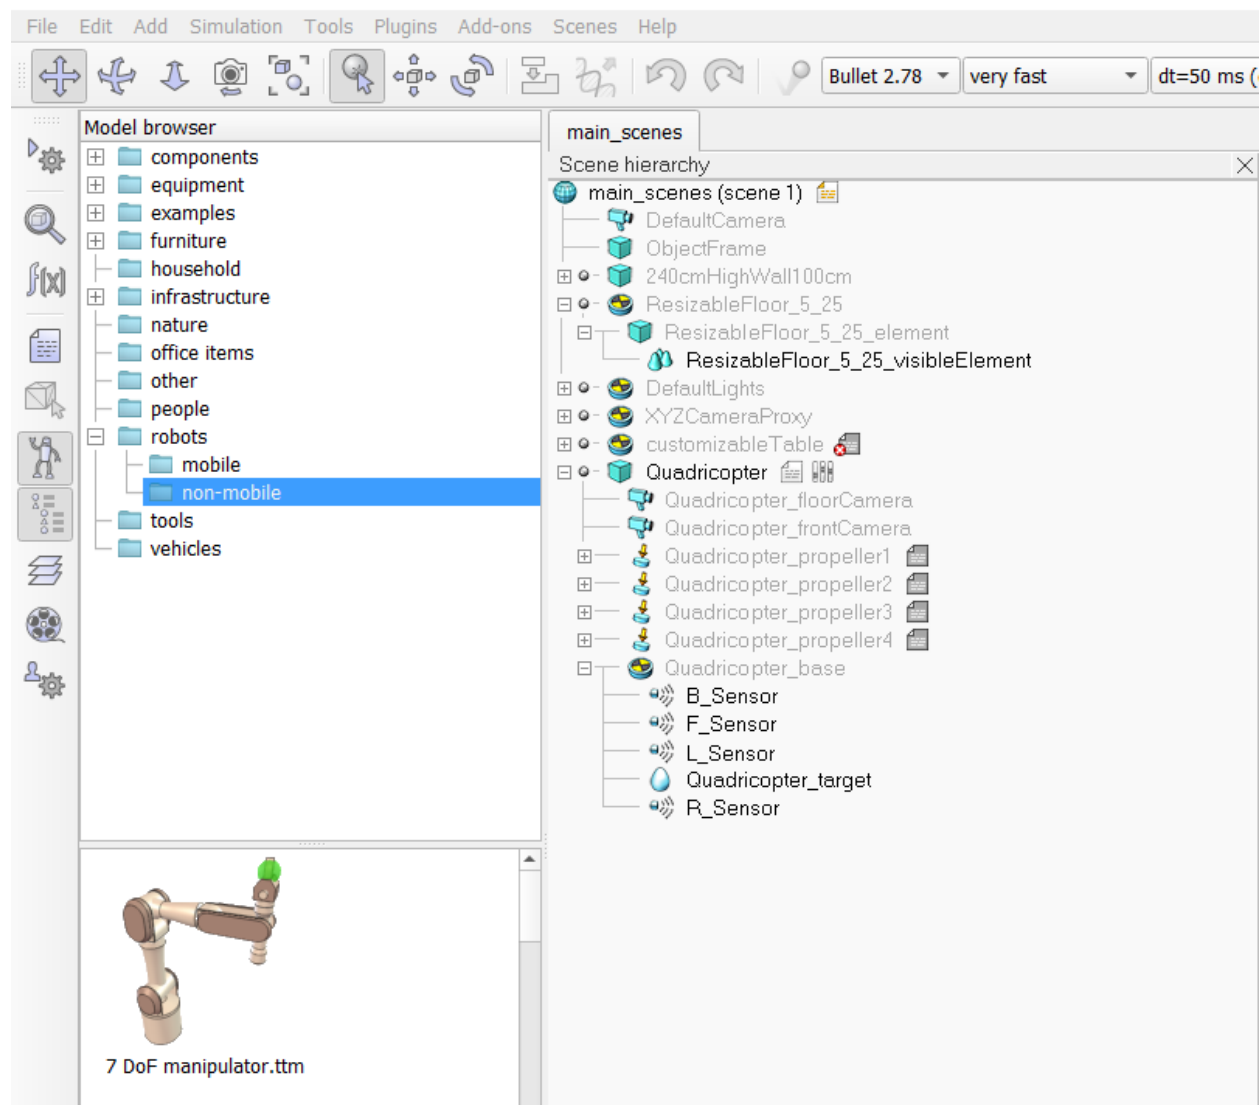 File Edit Add Simulation Tools Plugins Add-ons Scenes Help
Bullet 2.78 very fast dt=50 ms (
Model browser
components
equipment
examples
furniture
household
infrastructure
nature
office items
other
people
robots
mobile
non-mobile
tools
vehicles
7 DoF manipulator.ttm
main_scenes
Scene hierarchy
main_scenes (scene 1)
DefaultCamera
ObjectFrame
240cmHighWall100cm
ResizableFloor_5_25
ResizableFloor_5_25_element
ResizableFloor_5_25_visibleElement
DefaultLights
XYZCameraProxy
customizableTable
Quadricopter
Quadricopter_floorCamera
Quadricopter_frontCamera
Quadricopter_propeller1
Quadricopter_propeller2
Quadricopter_propeller3
Quadricopter_propeller4
Quadricopter_base
B_Sensor
F_Sensor
L_Sensor
Quadricopter_target
R_Sensor
f(x)